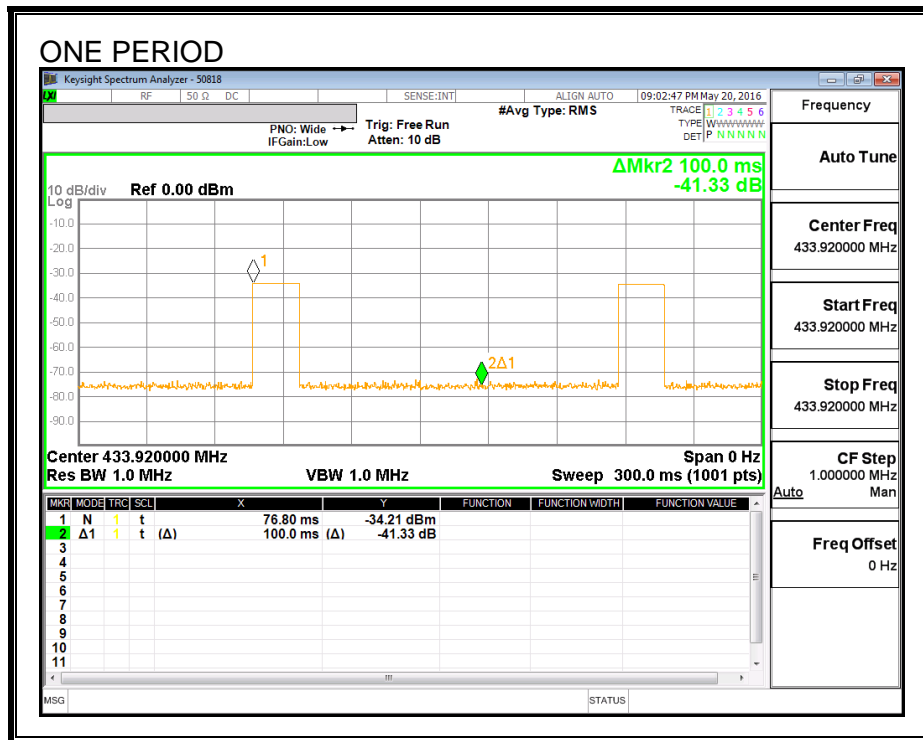 ONE PERIOD
Keysight Spectrum Analyzer - 50818
LXI RF 50 Ω DC SENSE:INT ALIGN AUTO 09:02:47 PM May 20, 2016
PNO: Wide
IFGain:Low
Trig: Free Run
Atten: 10 dB
#Avg Type: RMS
TRACE 1 2 3 4 5 6
TYPE WWWWWW
DET P N N N N N
ΔMkr2 100.0 ms
-41.33 dB
10 dB/div Ref 0.00 dBm
Log
-10.0
-20.0
-30.0
-40.0
-50.0
-60.0
-70.0
-80.0
-90.0
1
2Δ1
Center 433.920000 MHz Span 0 Hz
Res BW 1.0 MHz VBW 1.0 MHz Sweep 300.0 ms (1001 pts)
MKR MODE TRC SCL X Y FUNCTION FUNCTION WIDTH FUNCTION VALUE
1 N 1 t 76.80 ms -34.21 dBm
2 Δ1 1 t (Δ) 100.0 ms (Δ) -41.33 dB
3
4
5
6
7
8
9
10
11
MSG STATUS
Frequency
Auto Tune
Center Freq
433.920000 MHz
Start Freq
433.920000 MHz
Stop Freq
433.920000 MHz
CF Step
1.000000 MHz
Auto Man
Freq Offset
0 Hz